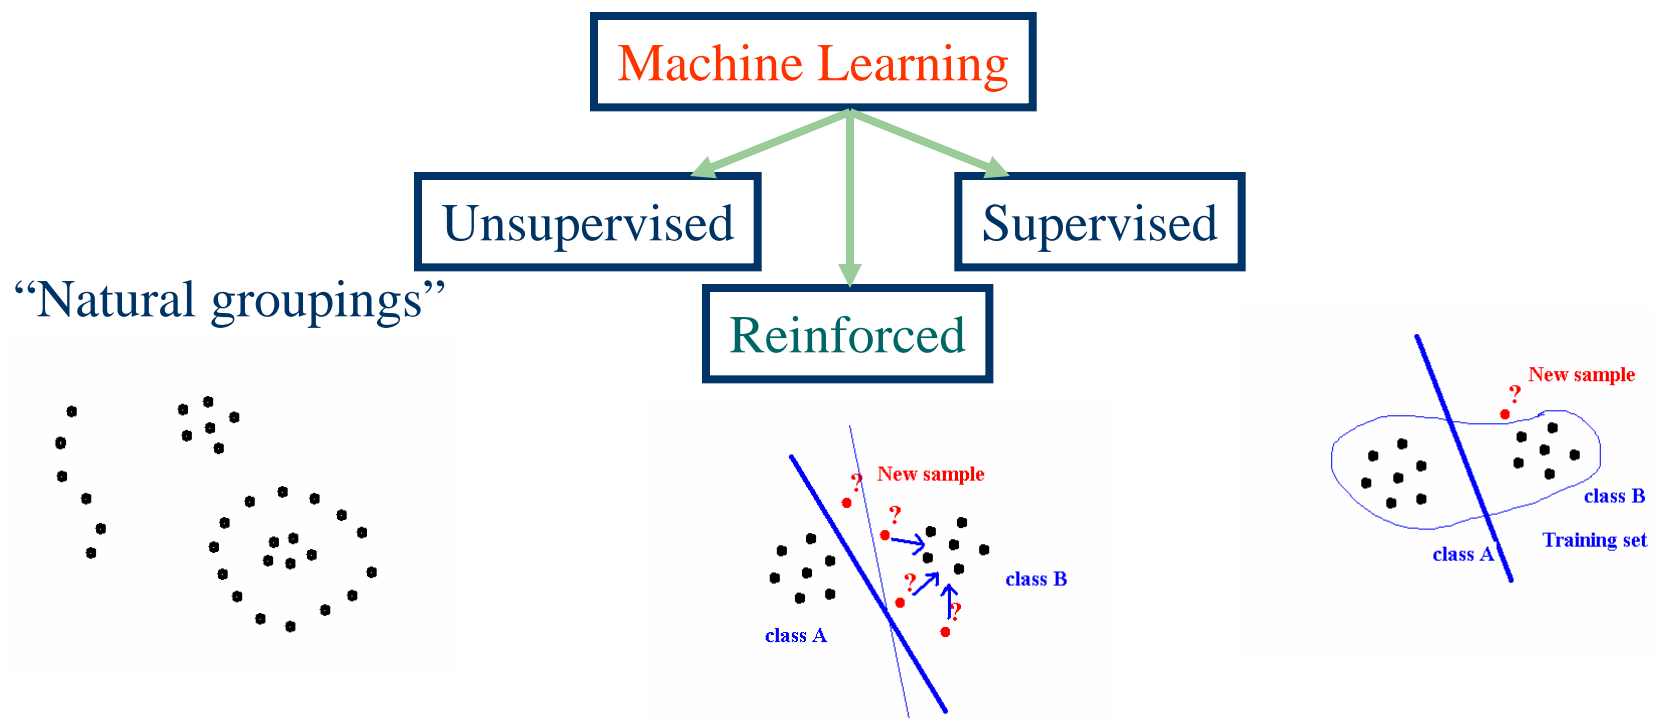 Machine Learning
Unsupervised
Supervised
“Natural groupings”
Reinforced
New sample
?
?
?
?
class A
class B
New sample
?
class B
class A
Training set